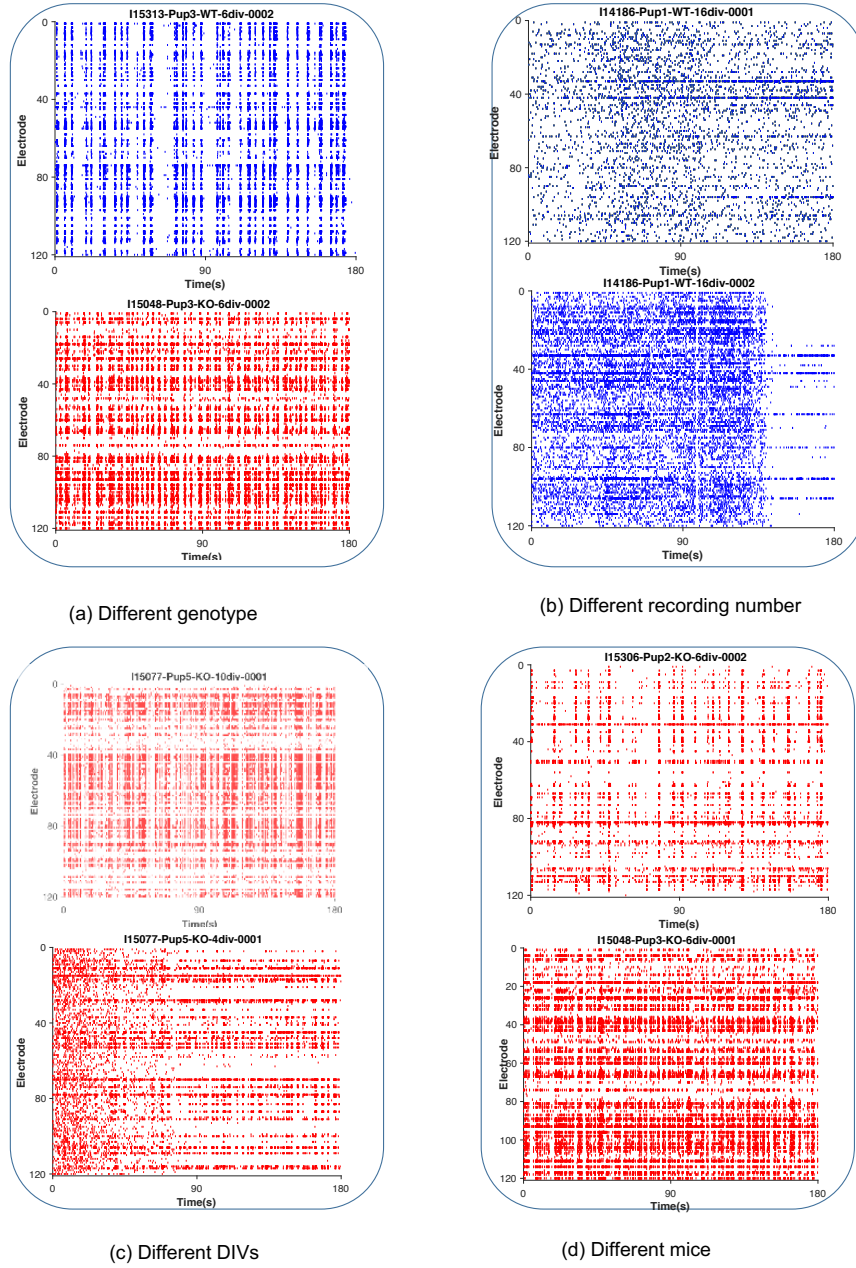 I15313-Pup3-WT-6div-0002
0
40
80
120
Electrode
0 90 180
Time(s)
I15048-Pup3-KO-6div-0002
0
40
80
120
Electrode
0 90 180
Time(s)
(a) Different genotype
I14186-Pup1-WT-16div-0001
0
40
80
120
Electrode
0 90 180
Time(s)
I14186-Pup1-WT-16div-0002
0
40
80
120
Electrode
0 90 180
Time(s)
(b) Different recording number
I15077-Pup5-KO-10div-0001
0
40
80
120
Electrode
0 90 180
Time(s)
I15077-Pup5-KO-4div-0001
0
40
80
120
Electrode
0 90 180
Time(s)
(c) Different DIVs
I15306-Pup2-KO-6div-0002
0
40
80
120
Electrode
0 90 180
Time(s)
I15048-Pup3-KO-6div-0001
0
20
40
60
80
100
120
Electrode
0 90 180
Time(s)
(d) Different mice